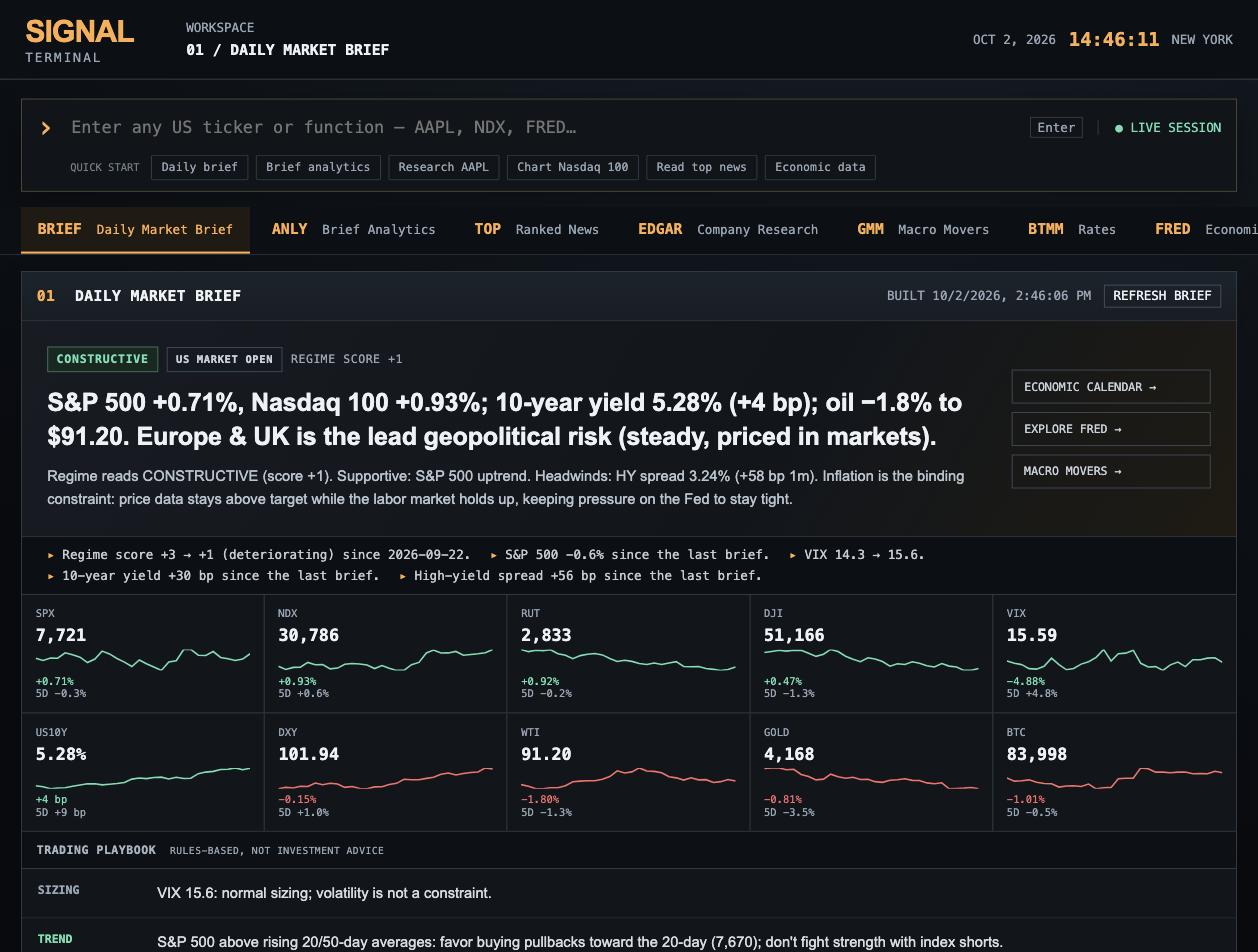 SIGNAL
TERMINAL
WORKSPACE
01 / DAILY MARKET BRIEF
OCT 2, 2026 14:46:11 NEW YORK
› Enter any US ticker or function — AAPL, NDX, FRED…
Enter | ● LIVE SESSION
QUICK START Daily brief Brief analytics Research AAPL Chart Nasdaq 100 Read top news Economic data
BRIEF Daily Market Brief ANLY Brief Analytics TOP Ranked News EDGAR Company Research GMM Macro Movers BTMM Rates FRED Economi
01 DAILY MARKET BRIEF BUILT 10/2/2026, 2:46:06 PM REFRESH BRIEF
CONSTRUCTIVE US MARKET OPEN REGIME SCORE +1
S&P 500 +0.71%, Nasdaq 100 +0.93%; 10-year yield 5.28% (+4 bp); oil −1.8% to
$91.20. Europe & UK is the lead geopolitical risk (steady, priced in markets).
Regime reads CONSTRUCTIVE (score +1). Supportive: S&P 500 uptrend. Headwinds: HY spread 3.24% (+58 bp 1m). Inflation is the binding
constraint: price data stays above target while the labor market holds up, keeping pressure on the Fed to stay tight.
ECONOMIC CALENDAR →
EXPLORE FRED →
MACRO MOVERS →
▸ Regime score +3 → +1 (deteriorating) since 2026-09-22. ▸ S&P 500 −0.6% since the last brief. ▸ VIX 14.3 → 15.6.
▸ 10-year yield +30 bp since the last brief. ▸ High-yield spread +56 bp since the last brief.
SPX
7,721
+0.71%
5D −0.3%
NDX
30,786
+0.93%
5D +0.6%
RUT
2,833
+0.92%
5D −0.2%
DJI
51,166
+0.47%
5D −1.3%
VIX
15.59
−4.88%
5D +4.8%
US10Y
5.28%
+4 bp
5D +9 bp
DXY
101.94
−0.15%
5D +1.0%
WTI
91.20
−1.80%
5D −1.3%
GOLD
4,168
−0.81%
5D −3.5%
BTC
83,998
−1.01%
5D −0.5%
TRADING PLAYBOOK RULES-BASED, NOT INVESTMENT ADVICE
SIZING VIX 15.6: normal sizing; volatility is not a constraint.
TREND S&P 500 above rising 20/50-day averages: favor buying pullbacks toward the 20-day (7,670); don't fight strength with index shorts.